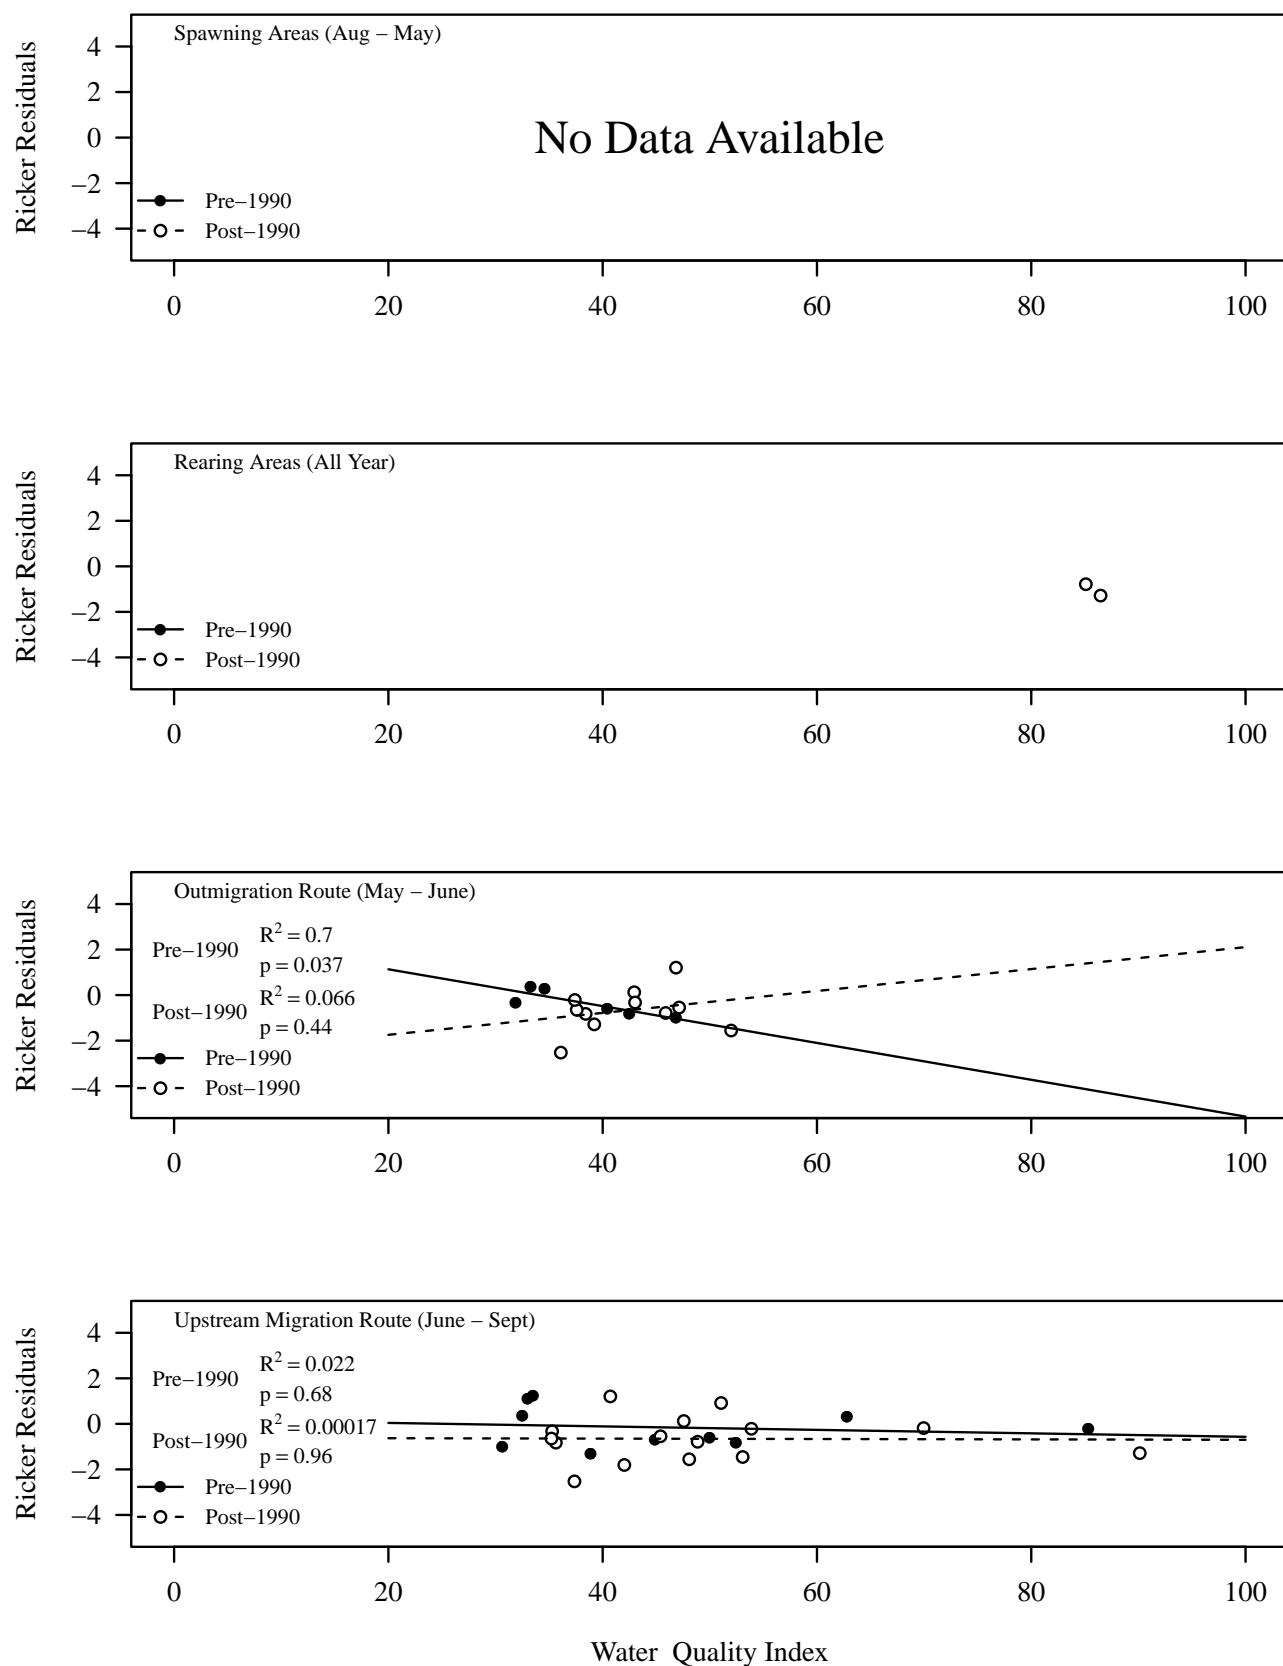 Spawning Areas (Aug – May)
Ricker Residuals
4
2
0
−2
−4
No Data Available
Pre−1990
Post−1990
0 20 40 60 80 100
Rearing Areas (All Year)
Ricker Residuals
4
2
0
−2
−4
Pre−1990
Post−1990
0 20 40 60 80 100
Outmigration Route (May – June)
Ricker Residuals
4
2
0
−2
−4
Pre−1990
R² = 0.7
p = 0.037
Post−1990
R² = 0.066
p = 0.44
Pre−1990
Post−1990
0 20 40 60 80 100
Upstream Migration Route (June – Sept)
Ricker Residuals
4
2
0
−2
−4
Pre−1990
R² = 0.022
p = 0.68
Post−1990
R² = 0.00017
p = 0.96
Pre−1990
Post−1990
0 20 40 60 80 100
Water Quality Index